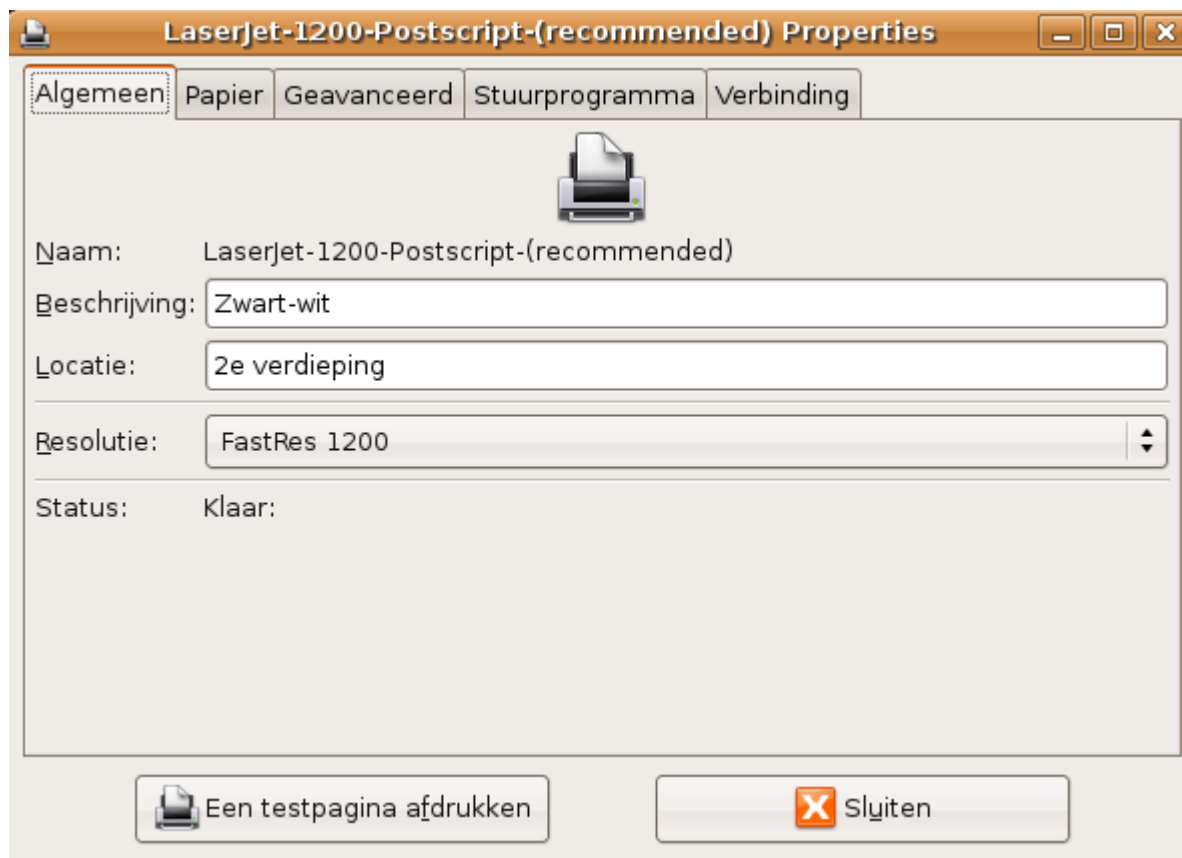 LaserJet-1200-Postscript-(recommended) Properties
Algemeen Papier Geavanceerd Stuurprogramma Verbinding
Naam: LaserJet-1200-Postscript-(recommended)
Beschrijving: Zwart-wit
Locatie: 2e verdieping
Resolutie: FastRes 1200
Status: Klaar:
Een testpagina afdrukken Sluiten